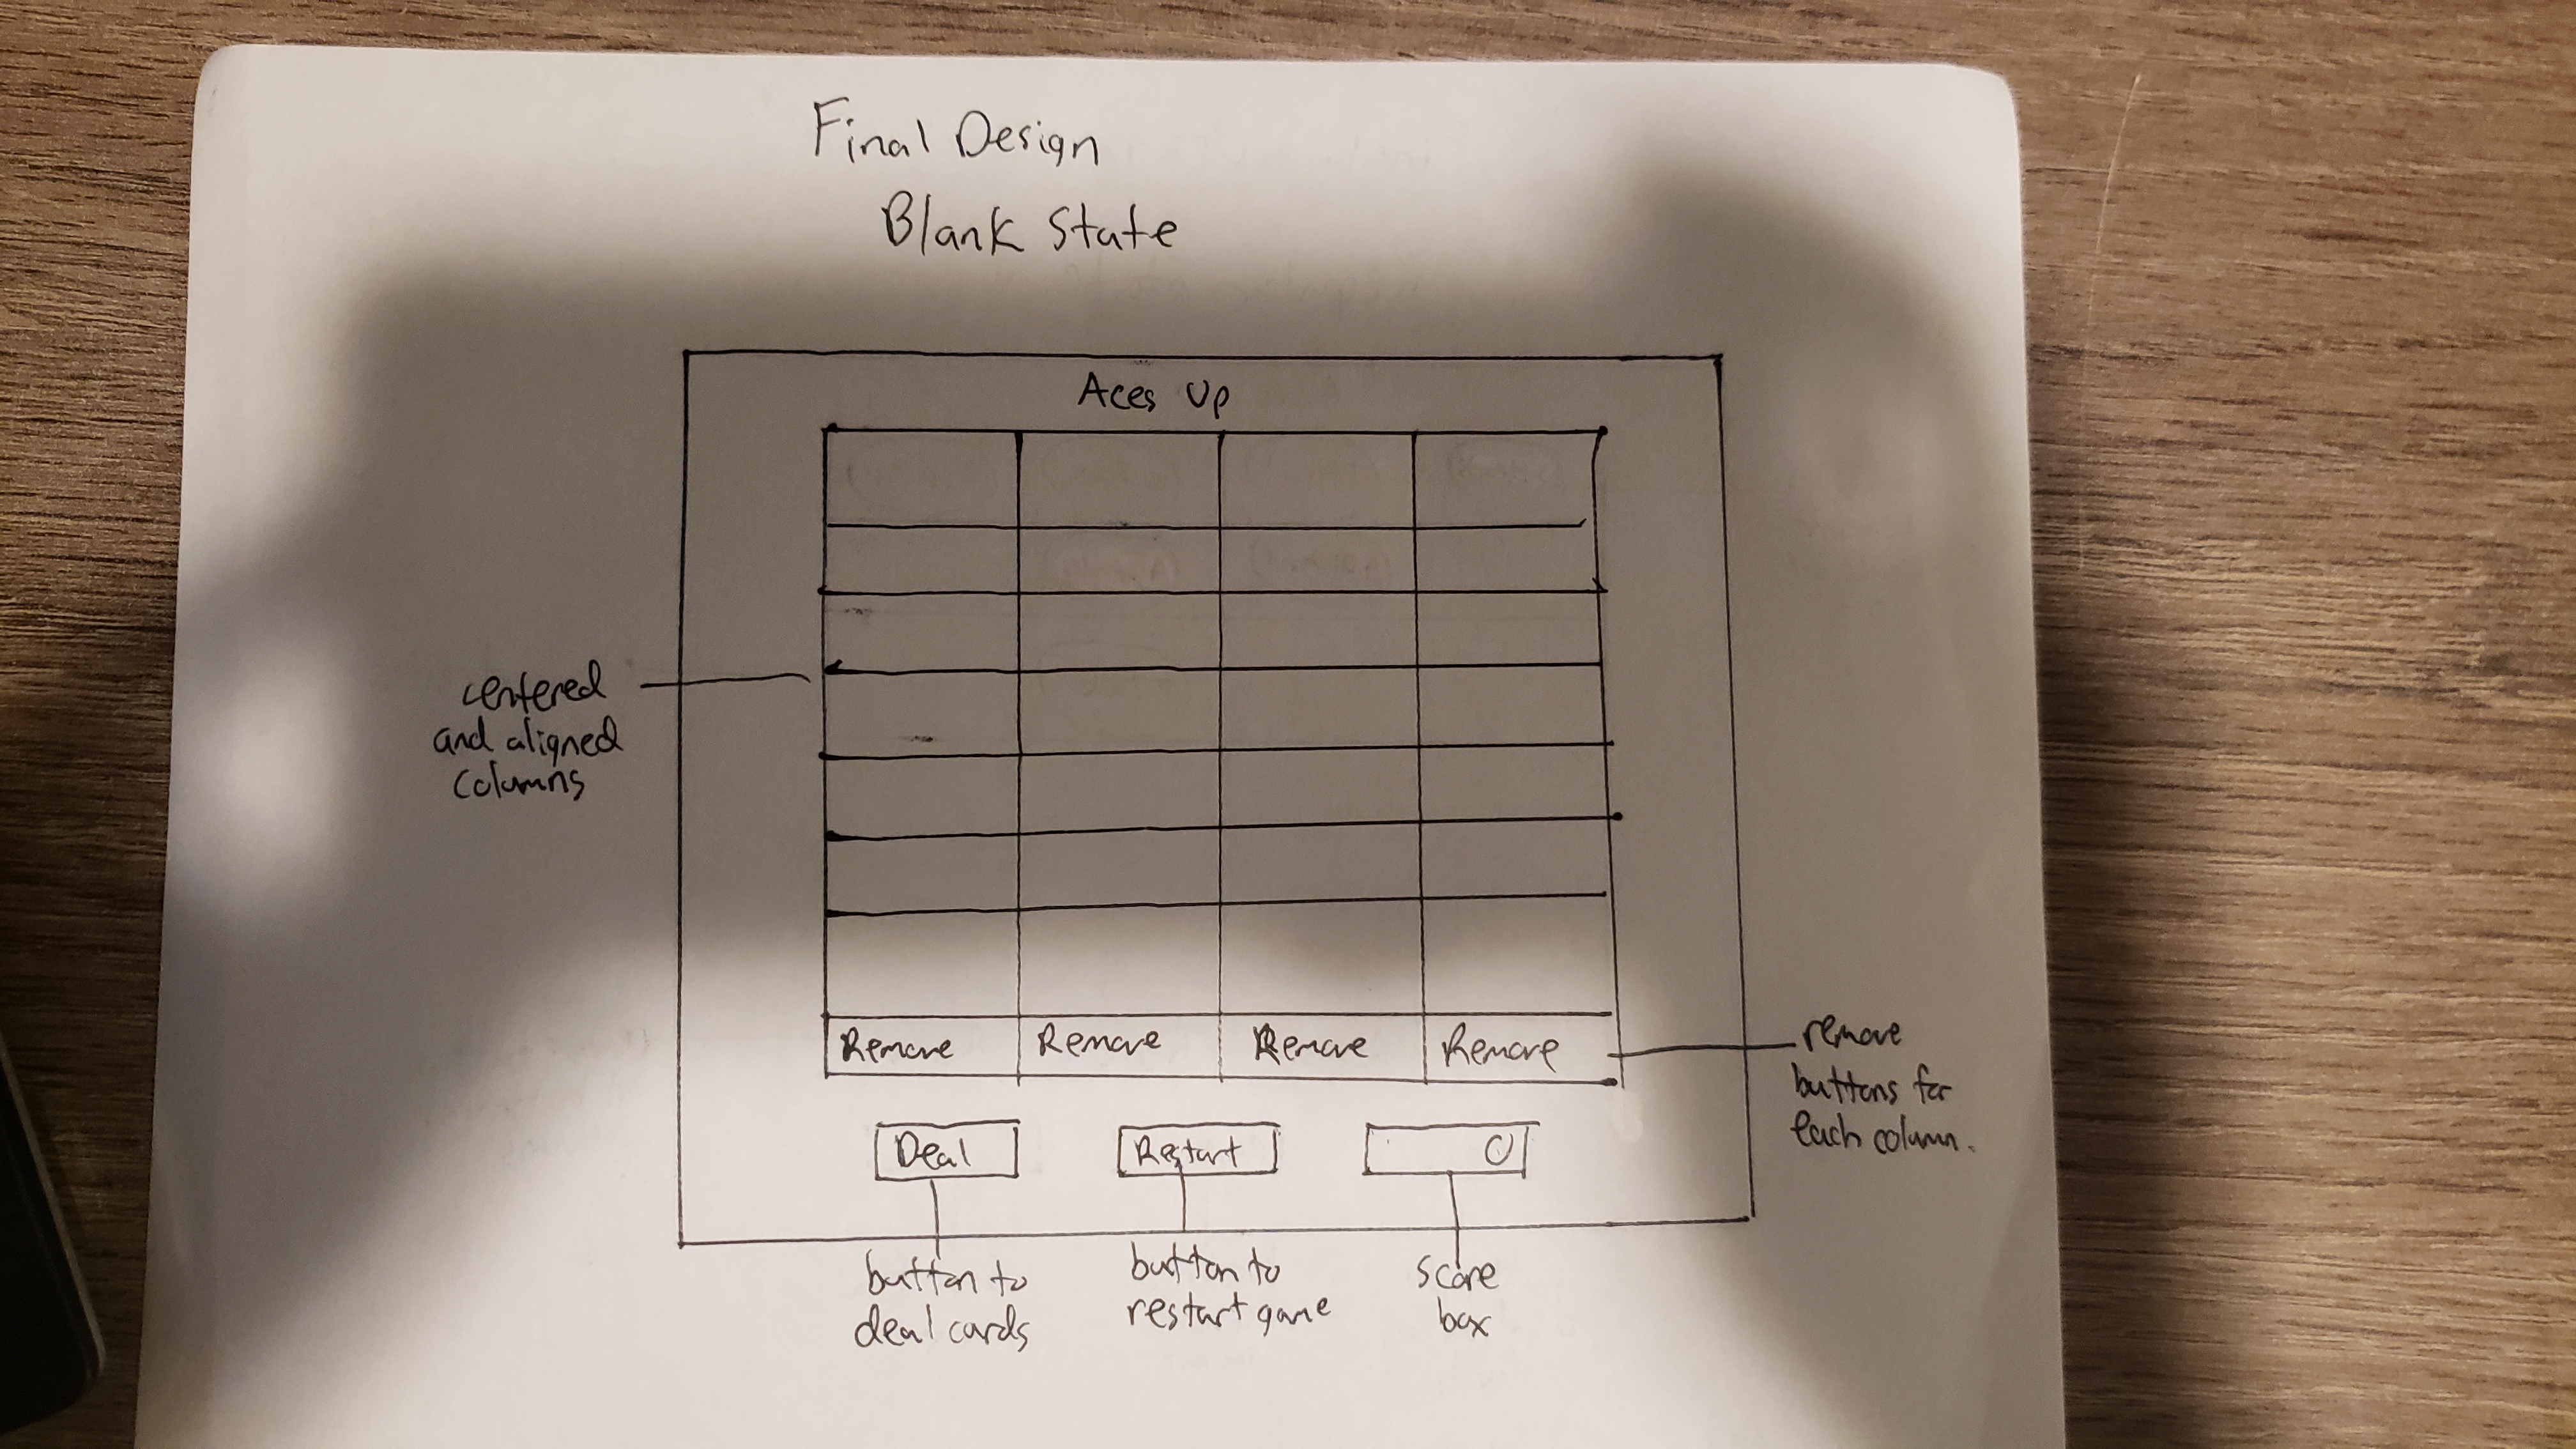 Final Design
Blank State
Aces Up
centered
and aligned
columns
Remove Remove Remove Remove
remove
buttons for
each column.
Deal Restart 0
button to
deal cards
button to
restart game
score
box